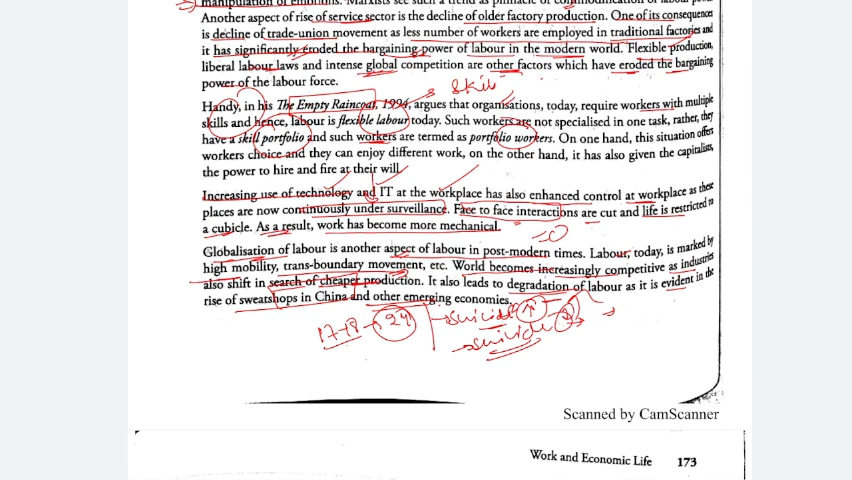 manipulation of emotions. Marxists see such a trend as pinnacle of commodification of labour
Another aspect of rise of service sector is the decline of older factory production. One of its consequences
is decline of trade-union movement as less number of workers are employed in traditional factories and
it has significantly eroded the bargaining power of labour in the modern world. Flexible production,
liberal labour laws and intense global competition are other factors which have eroded the bargaining
power of the labour force.
Skill
Handy, in his The Empty Raincoat, 1994, argues that organisations, today, require workers with multiple
skills and hence, labour is flexible labour today. Such workers are not specialised in one task, rather, they
have a skill portfolio and such workers are termed as portfolio workers. On one hand, this situation offers
workers choice and they can enjoy different work, on the other hand, it has also given the capitalists,
the power to hire and fire at their will.
Increasing use of technology and IT at the workplace has also enhanced control at workplace as these
places are now continuously under surveillance. Face to face interactions are cut and life is restricted to
a cubicle. As a result, work has become more mechanical.
Globalisation of labour is another aspect of labour in post-modern times. Labour, today, is marked by
high mobility, trans-boundary movement, etc. World becomes increasingly competitive as industries
also shift in search of cheaper production. It also leads to degradation of labour as it is evident in the
rise of sweatshops in China and other emerging economies.
17-18 24 suicide
suicide
Scanned by CamScanner
Work and Economic Life 173